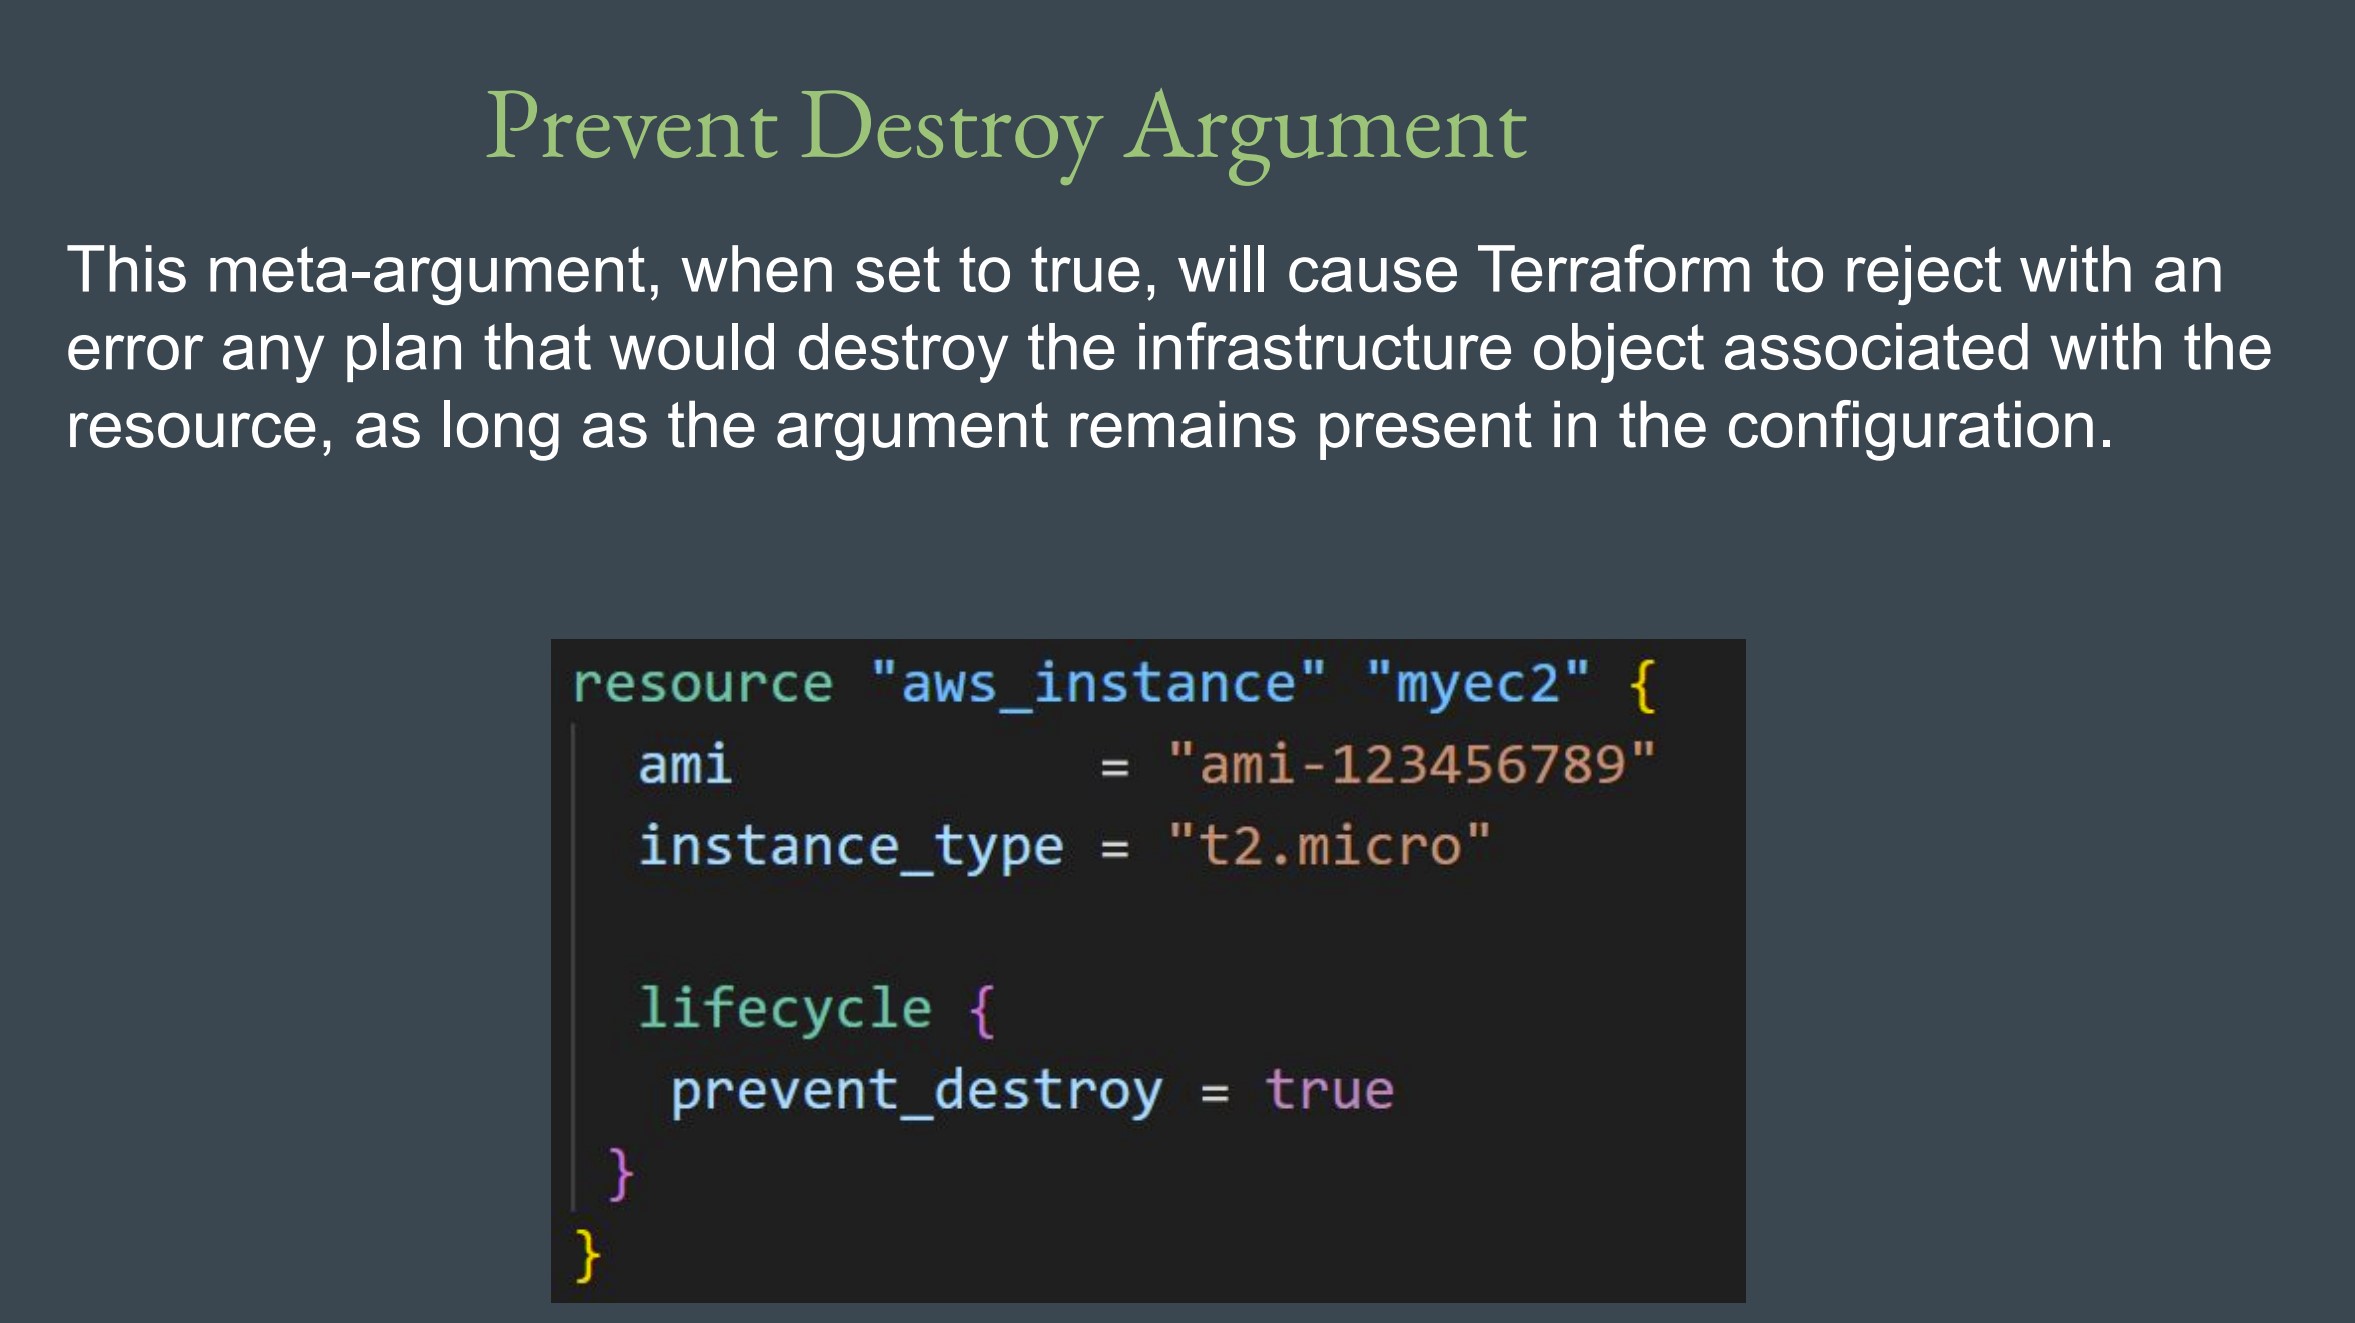 Prevent Destroy Argument
This meta-argument, when set to true, will cause Terraform to reject with an
error any plan that would destroy the infrastructure object associated with the
resource, as long as the argument remains present in the configuration.
resource "aws_instance" "myec2" {
  ami           = "ami-123456789"
  instance_type = "t2.micro"

  lifecycle {
   prevent_destroy = true
 }
}